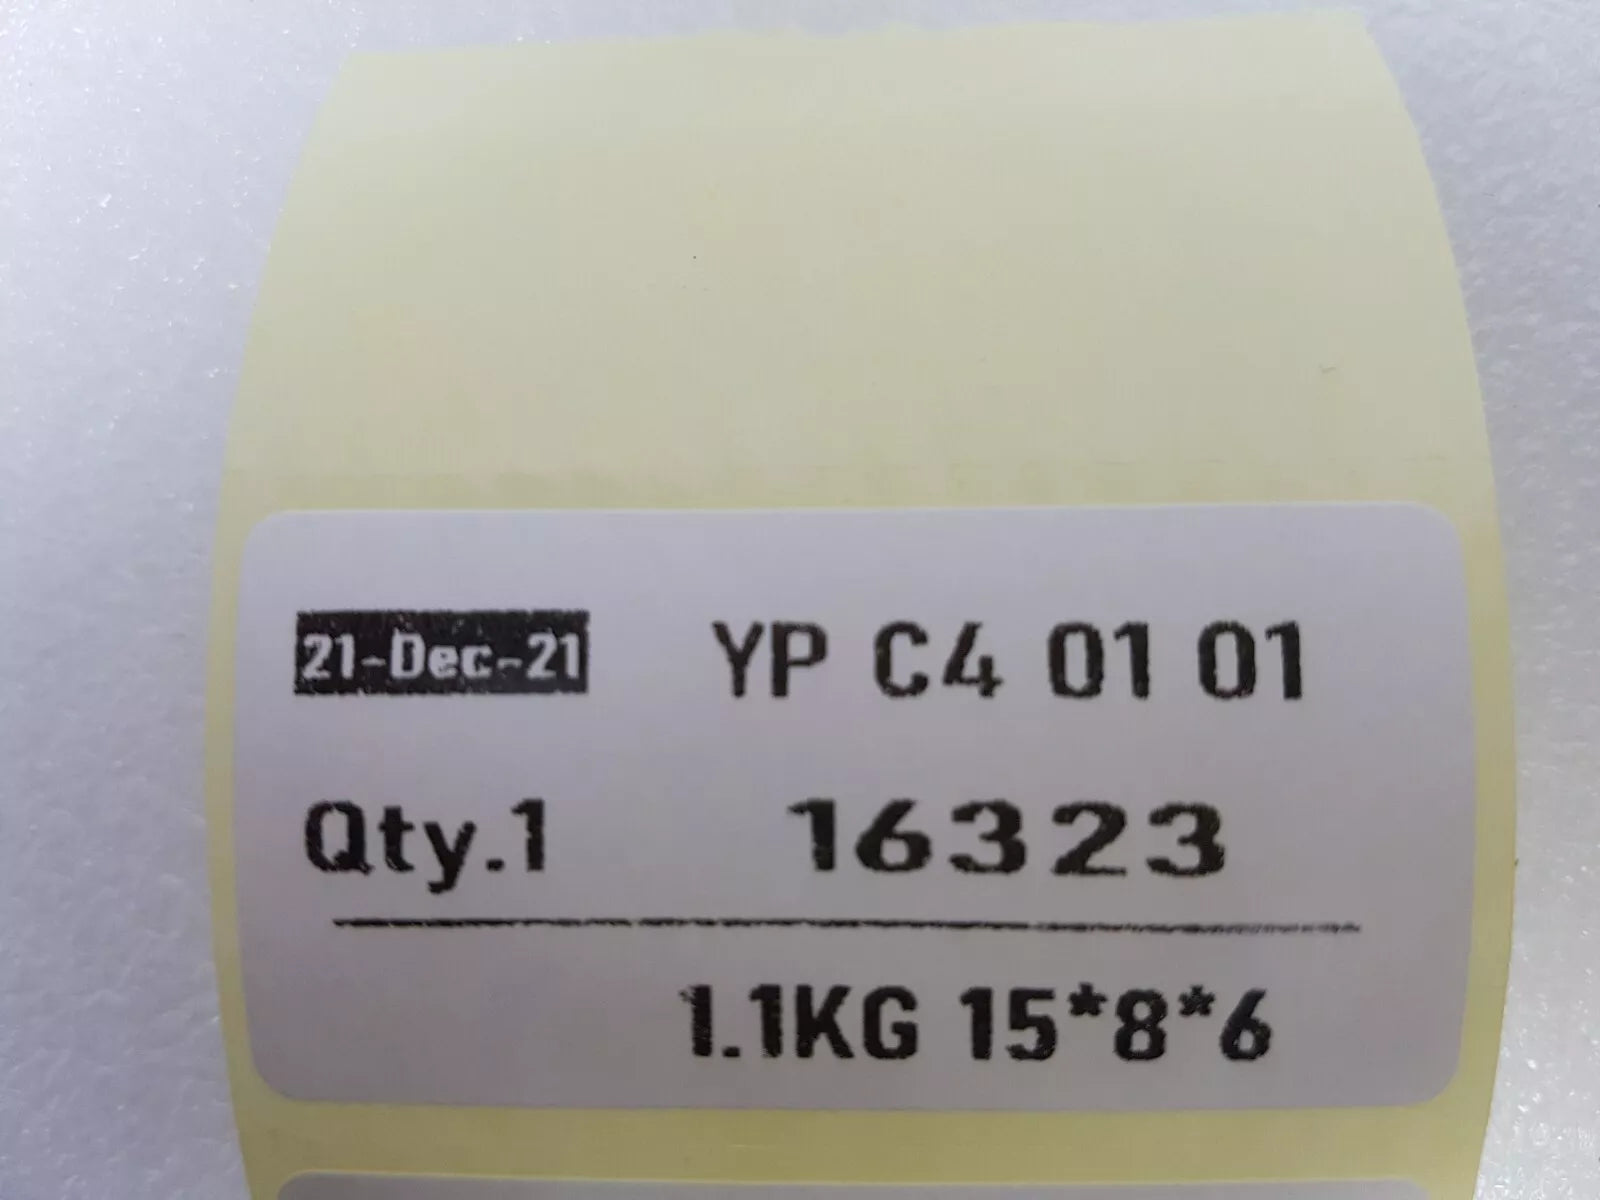 21-Dec-21 YP C4 01 01
Qty.1 16323
1.1KG 15*8*6